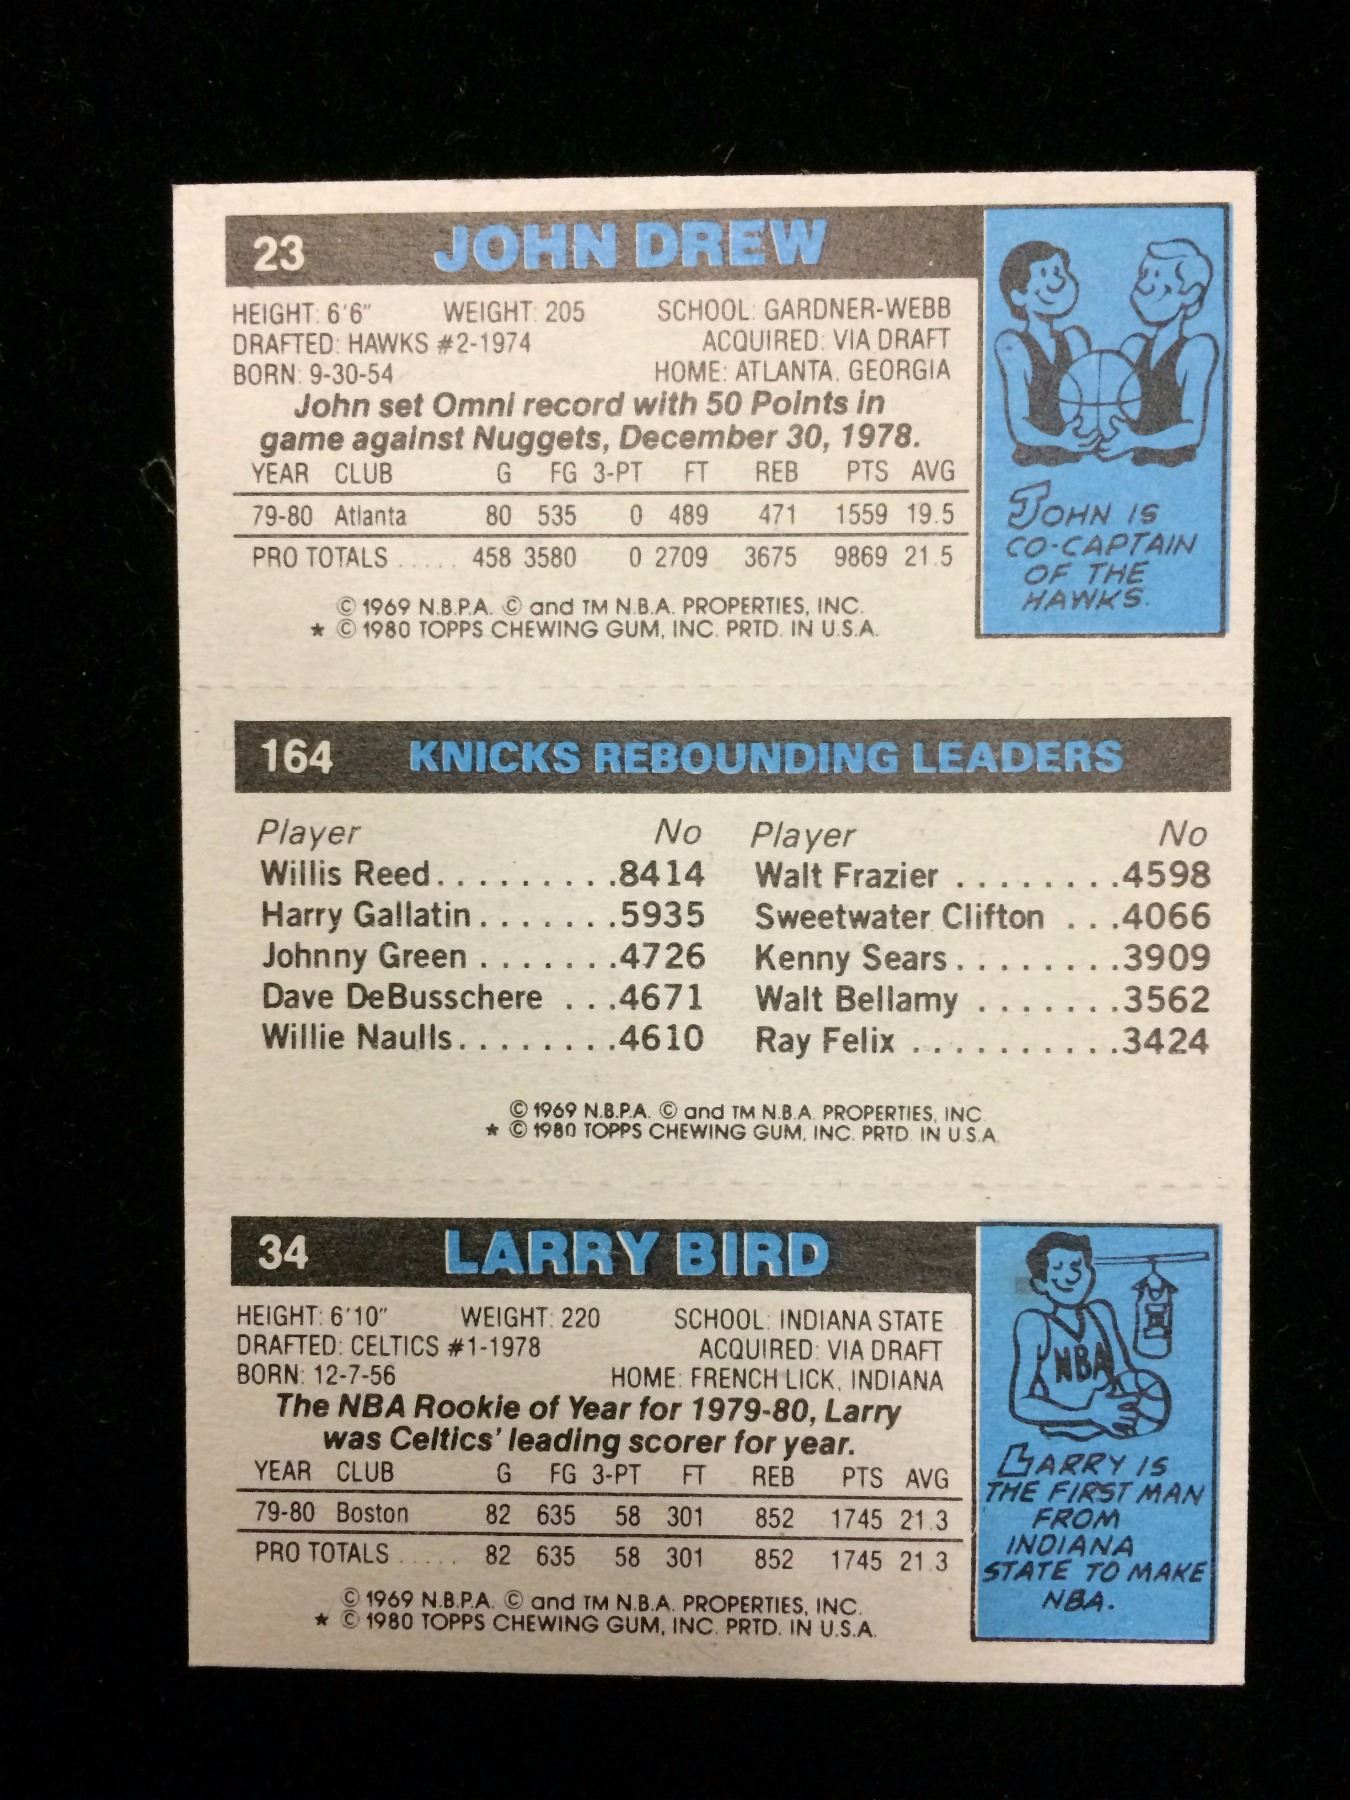 23 JOHN DREW
HEIGHT: 6'6" WEIGHT: 205 SCHOOL: GARDNER-WEBB
DRAFTED: HAWKS #2-1974 ACQUIRED: VIA DRAFT
BORN: 9-30-54 HOME: ATLANTA, GEORGIA
John set Omni record with 50 Points in
game against Nuggets, December 30, 1978.
YEAR CLUB G FG 3-PT FT REB PTS AVG
79-80 Atlanta 80 535 0 489 471 1559 19.5
PRO TOTALS ..... 458 3580 0 2709 3675 9869 21.5
© 1969 N.B.P.A. © and TM N.B.A. PROPERTIES, INC.
* © 1980 TOPPS CHEWING GUM, INC. PRTD. IN U.S.A.
JOHN IS
CO-CAPTAIN
OF THE
HAWKS.
164 KNICKS REBOUNDING LEADERS
Player No Player No
Willis Reed.........8414 Walt Frazier ........4598
Harry Gallatin.......5935 Sweetwater Clifton ...4066
Johnny Green .......4726 Kenny Sears........3909
Dave DeBusschere ...4671 Walt Bellamy .......3562
Willie Naulls........4610 Ray Felix ..........3424
© 1969 N.B.P.A. © and TM N.B.A. PROPERTIES, INC.
* © 1980 TOPPS CHEWING GUM, INC. PRTD. IN U.S.A.
34 LARRY BIRD
HEIGHT: 6'10" WEIGHT: 220 SCHOOL: INDIANA STATE
DRAFTED: CELTICS #1-1978 ACQUIRED: VIA DRAFT
BORN: 12-7-56 HOME: FRENCH LICK, INDIANA
The NBA Rookie of Year for 1979-80, Larry
was Celtics' leading scorer for year.
YEAR CLUB G FG 3-PT FT REB PTS AVG
79-80 Boston 82 635 58 301 852 1745 21.3
PRO TOTALS ..... 82 635 58 301 852 1745 21.3
© 1969 N.B.P.A. © and TM N.B.A. PROPERTIES, INC.
* © 1980 TOPPS CHEWING GUM, INC. PRTD. IN U.S.A.
NBA
LARRY IS
THE FIRST MAN
FROM
INDIANA
STATE TO MAKE
NBA.